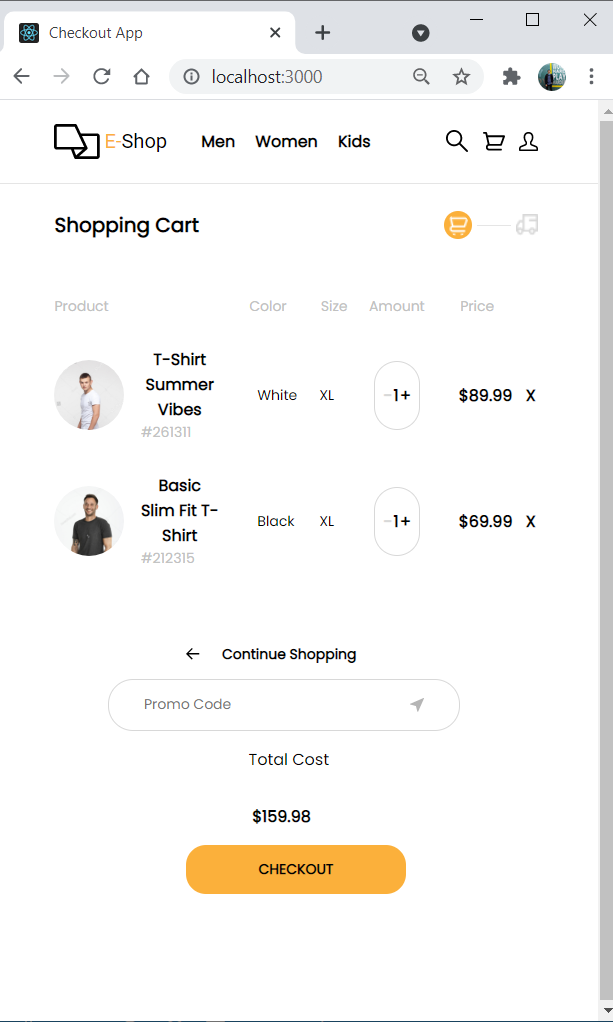 Checkout App
localhost:3000
E-Shop Men Women Kids
Shopping Cart
Product Color Size Amount Price
T-Shirt
Summer
Vibes
#261311
White XL -1+ $89.99 X
Basic
Slim Fit T-
Shirt
#212315
Black XL -1+ $69.99 X
Continue Shopping
Promo Code
Total Cost
$159.98
CHECKOUT